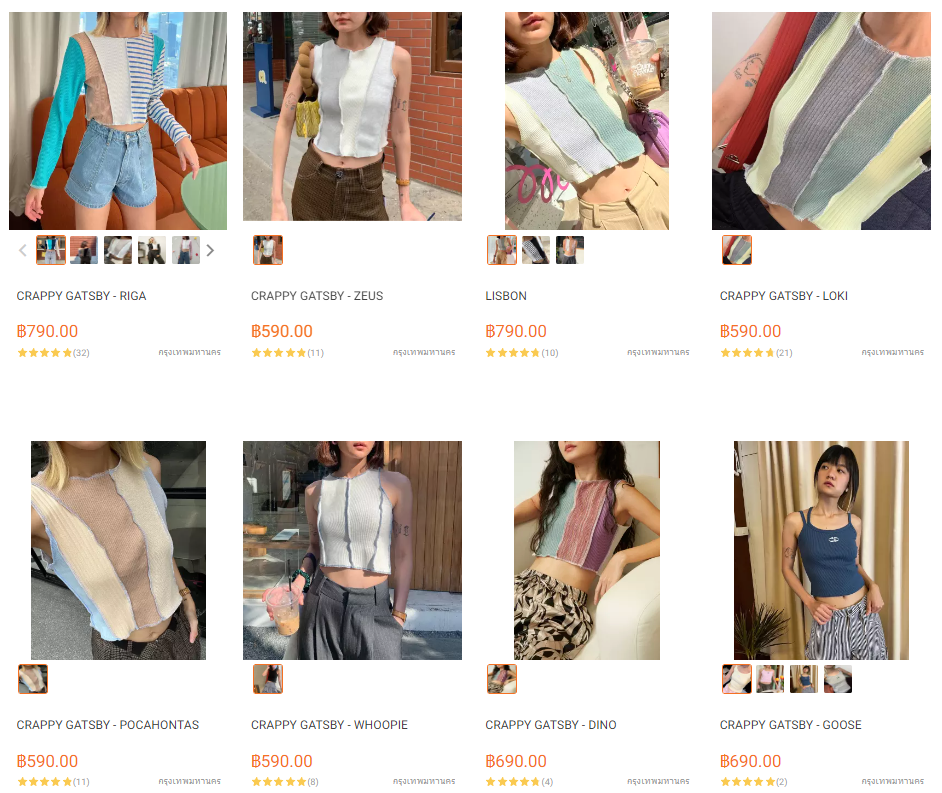 CRAPPY GATSBY - RIGA
฿790.00
(32) กรุงเทพมหานคร
CRAPPY GATSBY - ZEUS
฿590.00
(11) กรุงเทพมหานคร
LISBON
฿790.00
(10) กรุงเทพมหานคร
CRAPPY GATSBY - LOKI
฿590.00
(21) กรุงเทพมหานคร
CRAPPY GATSBY - POCAHONTAS
฿590.00
(11) กรุงเทพมหานคร
CRAPPY GATSBY - WHOOPIE
฿590.00
(8) กรุงเทพมหานคร
CRAPPY GATSBY - DINO
฿690.00
(4) กรุงเทพมหานคร
CRAPPY GATSBY - GOOSE
฿690.00
(2) กรุงเทพมหานคร